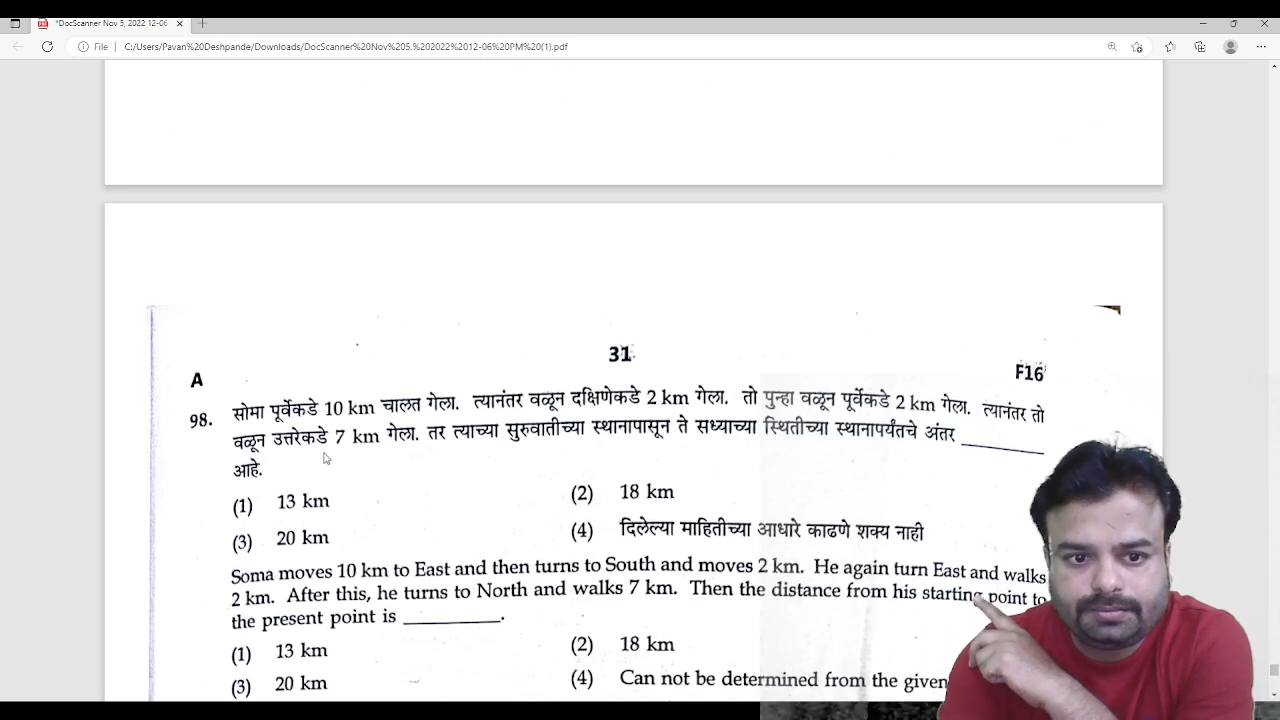 *DocScanner Nov 5, 2022 12-06
File | C:/Users/Pavan%20Deshpande/Downloads/DocScanner%20Nov%205,%202022%2012-06%20PM%20(1).pdf
31
A
F16
98. सोमा पूर्वेकडे 10 km चालत गेला. त्यानंतर वळून दक्षिणेकडे 2 km गेला. तो पुन्हा वळून पूर्वेकडे 2 km गेला. त्यानंतर तो
वळून उत्तरेकडे 7 km गेला. तर त्याच्या सुरुवातीच्या स्थानापासून ते सध्याच्या स्थितीच्या स्थानापर्यंतचे अंतर ________
आहे.
(1) 13 km (2) 18 km
(3) 20 km (4) दिलेल्या माहितीच्या आधारे काढणे शक्य नाही
Soma moves 10 km to East and then turns to South and moves 2 km. He again turn East and walks
2 km. After this, he turns to North and walks 7 km. Then the distance from his starting point to
the present point is __________.
(1) 13 km (2) 18 km
(3) 20 km (4) Can not be determined from the given